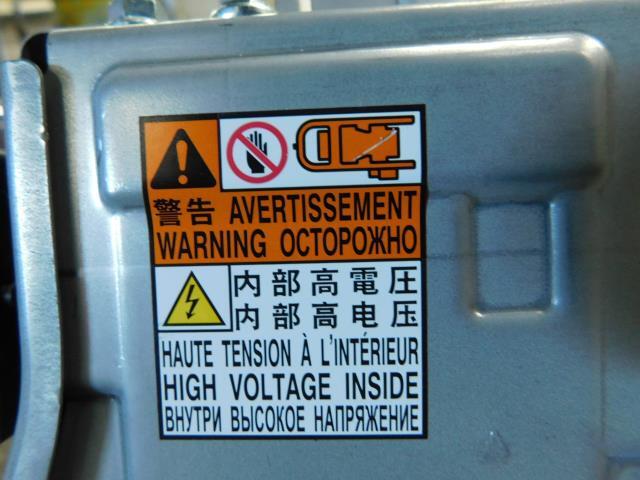 警告 AVERTISSEMENT
WARNING ОСТОРОЖНО
内部高電圧
内部高电压
HAUTE TENSION À L'INTÉRIEUR
HIGH VOLTAGE INSIDE
ВНУТРИ ВЫСОКОЕ НАПРЯЖЕНИЕ